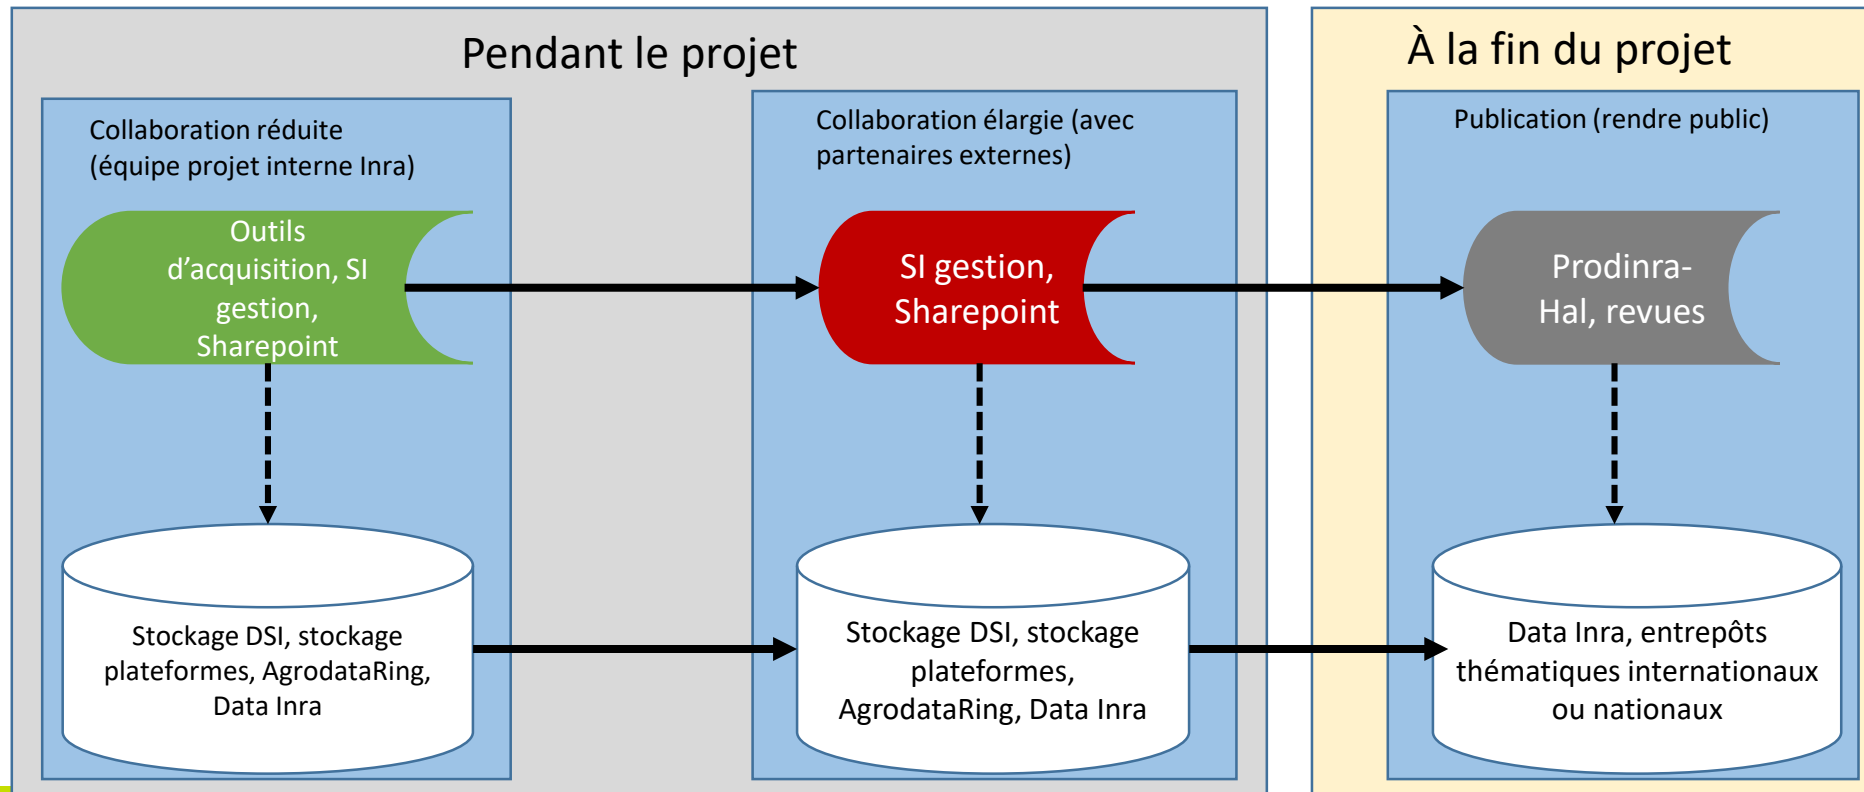 Pendant le projet
À la fin du projet
Collaboration réduite
(équipe projet interne Inra)
Outils
d’acquisition, SI
gestion,
Sharepoint
Stockage DSI, stockage
plateformes, AgrodataRing,
Data Inra
Collaboration élargie (avec
partenaires externes)
SI gestion,
Sharepoint
Stockage DSI, stockage
plateformes,
AgrodataRing, Data Inra
Publication (rendre public)
Prodinra-
Hal, revues
Data Inra, entrepôts
thématiques internationaux
ou nationaux